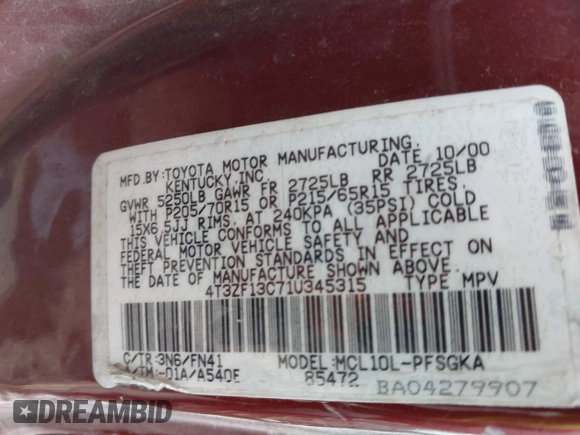 MFD.BY:TOYOTA MOTOR MANUFACTURING.
KENTUCKY,INC. DATE 10/00
GVWR 5250LB GAWR FR 2725LB RR 2725LB
WITH P205/70R15 or P215/65R15 TIRES.
15X6.5JJ RIMS. AT 240KPA (35PSI) COLD
THIS VEHICLE CONFORMS TO ALL APPLICABLE
FEDERAL MOTOR VEHICLE SAFETY AND
THEFT PREVENTION STANDARDS IN EFFECT ON
THE DATE OF MANUFACTURE SHOWN ABOVE.
4T3ZF13C71U345315 TYPE MPV
C/TR:3N6/FN41 MODEL:MCL10L-PFSGKA
A/TM:-01A/A540E 85472
BA04279907
DREAMBID
DREAMBID